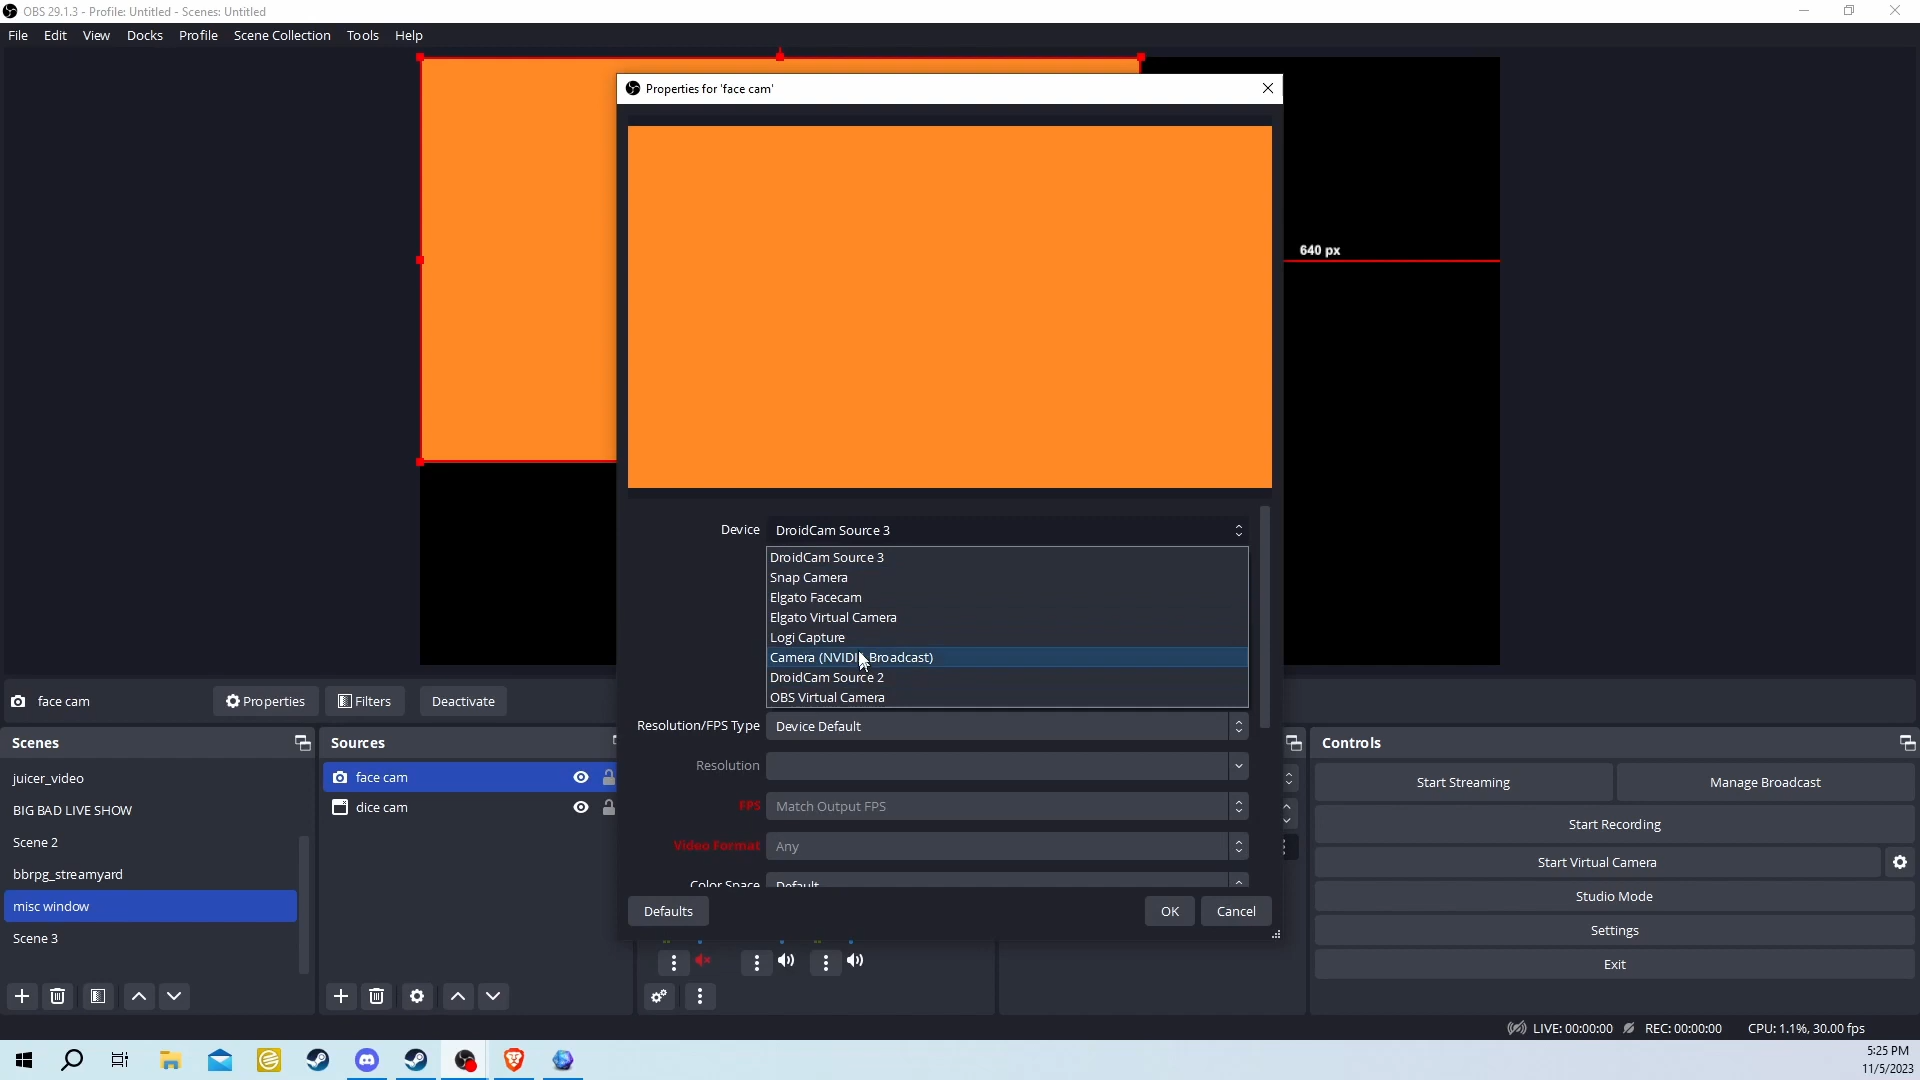 OBS 29.1.3 - Profile: Untitled - Scenes: Untitled
File Edit View Docks Profile Scene Collection Tools Help
Properties for 'face cam'
640 px
Device DroidCam Source 3
DroidCam Source 3
Snap Camera
Elgato Facecam
Elgato Virtual Camera
Logi Capture
Camera (NVIDIA Broadcast)
DroidCam Source 2
OBS Virtual Camera
face cam Properties Filters Deactivate
Resolution/FPS Type Device Default
Resolution
FPS Match Output FPS
Video Format Any
Color Space Default
Defaults OK Cancel
Scenes
juicer_video
BIG BAD LIVE SHOW
Scene 2
bbrpg_streamyard
misc window
Scene 3
Sources
face cam
dice cam
Controls
Start Streaming Manage Broadcast
Start Recording
Start Virtual Camera
Studio Mode
Settings
Exit
LIVE: 00:00:00 REC: 00:00:00 CPU: 1.1%, 30.00 fps
5:25 PM
11/5/2023